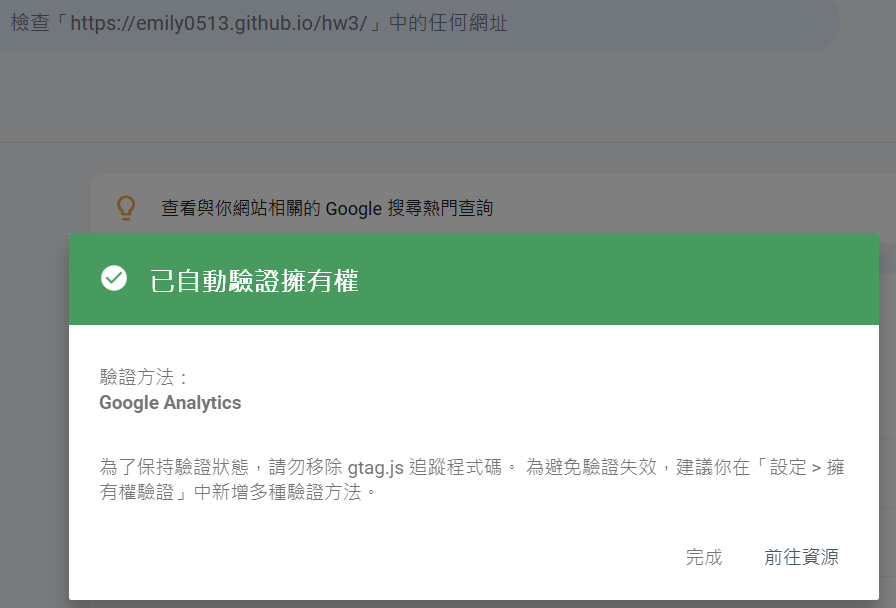 檢查「https://emily0513.github.io/hw3/」中的任何網址
查看與你網站相關的 Google 搜尋熱門查詢
已自動驗證擁有權
驗證方法：
Google Analytics
為了保持驗證狀態，請勿移除 gtag.js 追蹤程式碼。 為避免驗證失效，建議你在「設定 > 擁
有權驗證」中新增多種驗證方法。
完成
前往資源